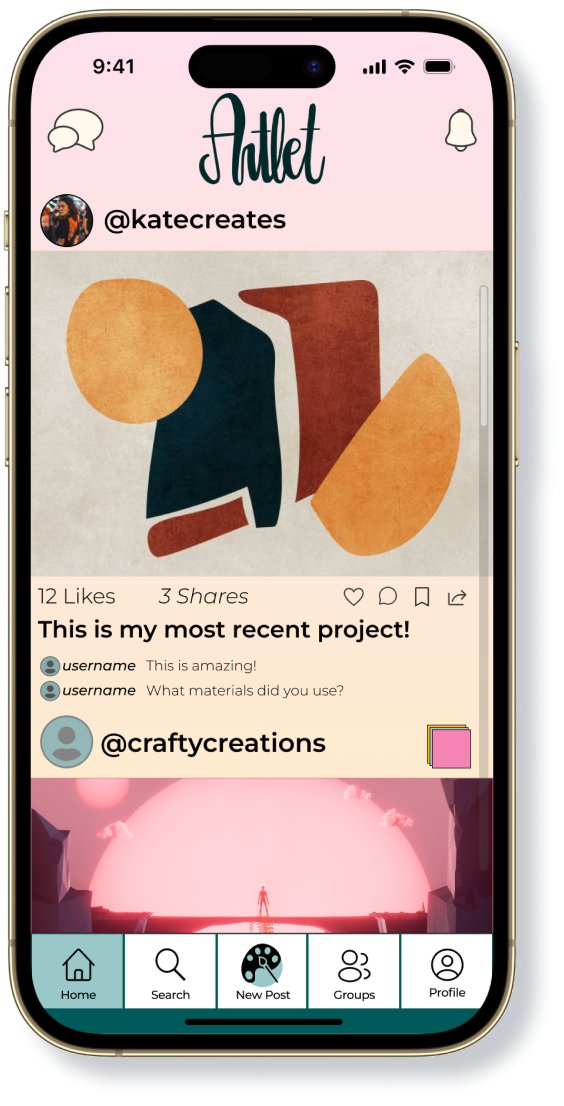 9:41
Artlet
@katecreates
12 Likes 3 Shares
This is my most recent project!
username This is amazing!
username What materials did you use?
@craftycreations
Home Search New Post Groups Profile